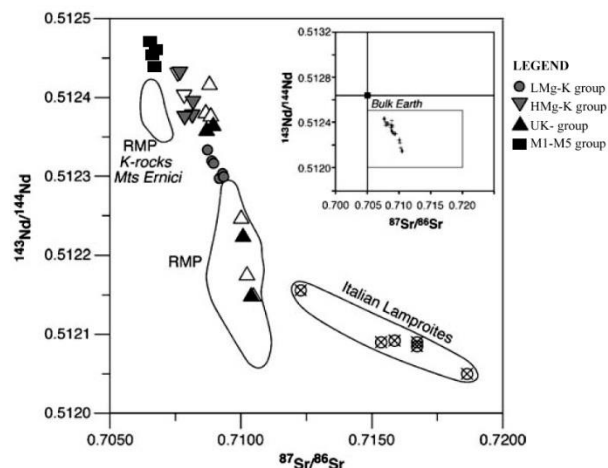 0.5125
0.5124
0.5123
0.5122
0.5121
0.5120
143Nd/144Nd
0.7050
0.7100
0.7150
0.7200
87Sr/86Sr
RMP
K-rocks
Mts Ernici
RMP
Italian Lamproites
0.5132
0.5128
0.5124
0.5120
143Nd/144Nd
Bulk Earth
0.700 0.705 0.710 0.715 0.720
87Sr/86Sr
LEGEND
LMg-K group
HMg-K group
UK- group
M1-M5 group